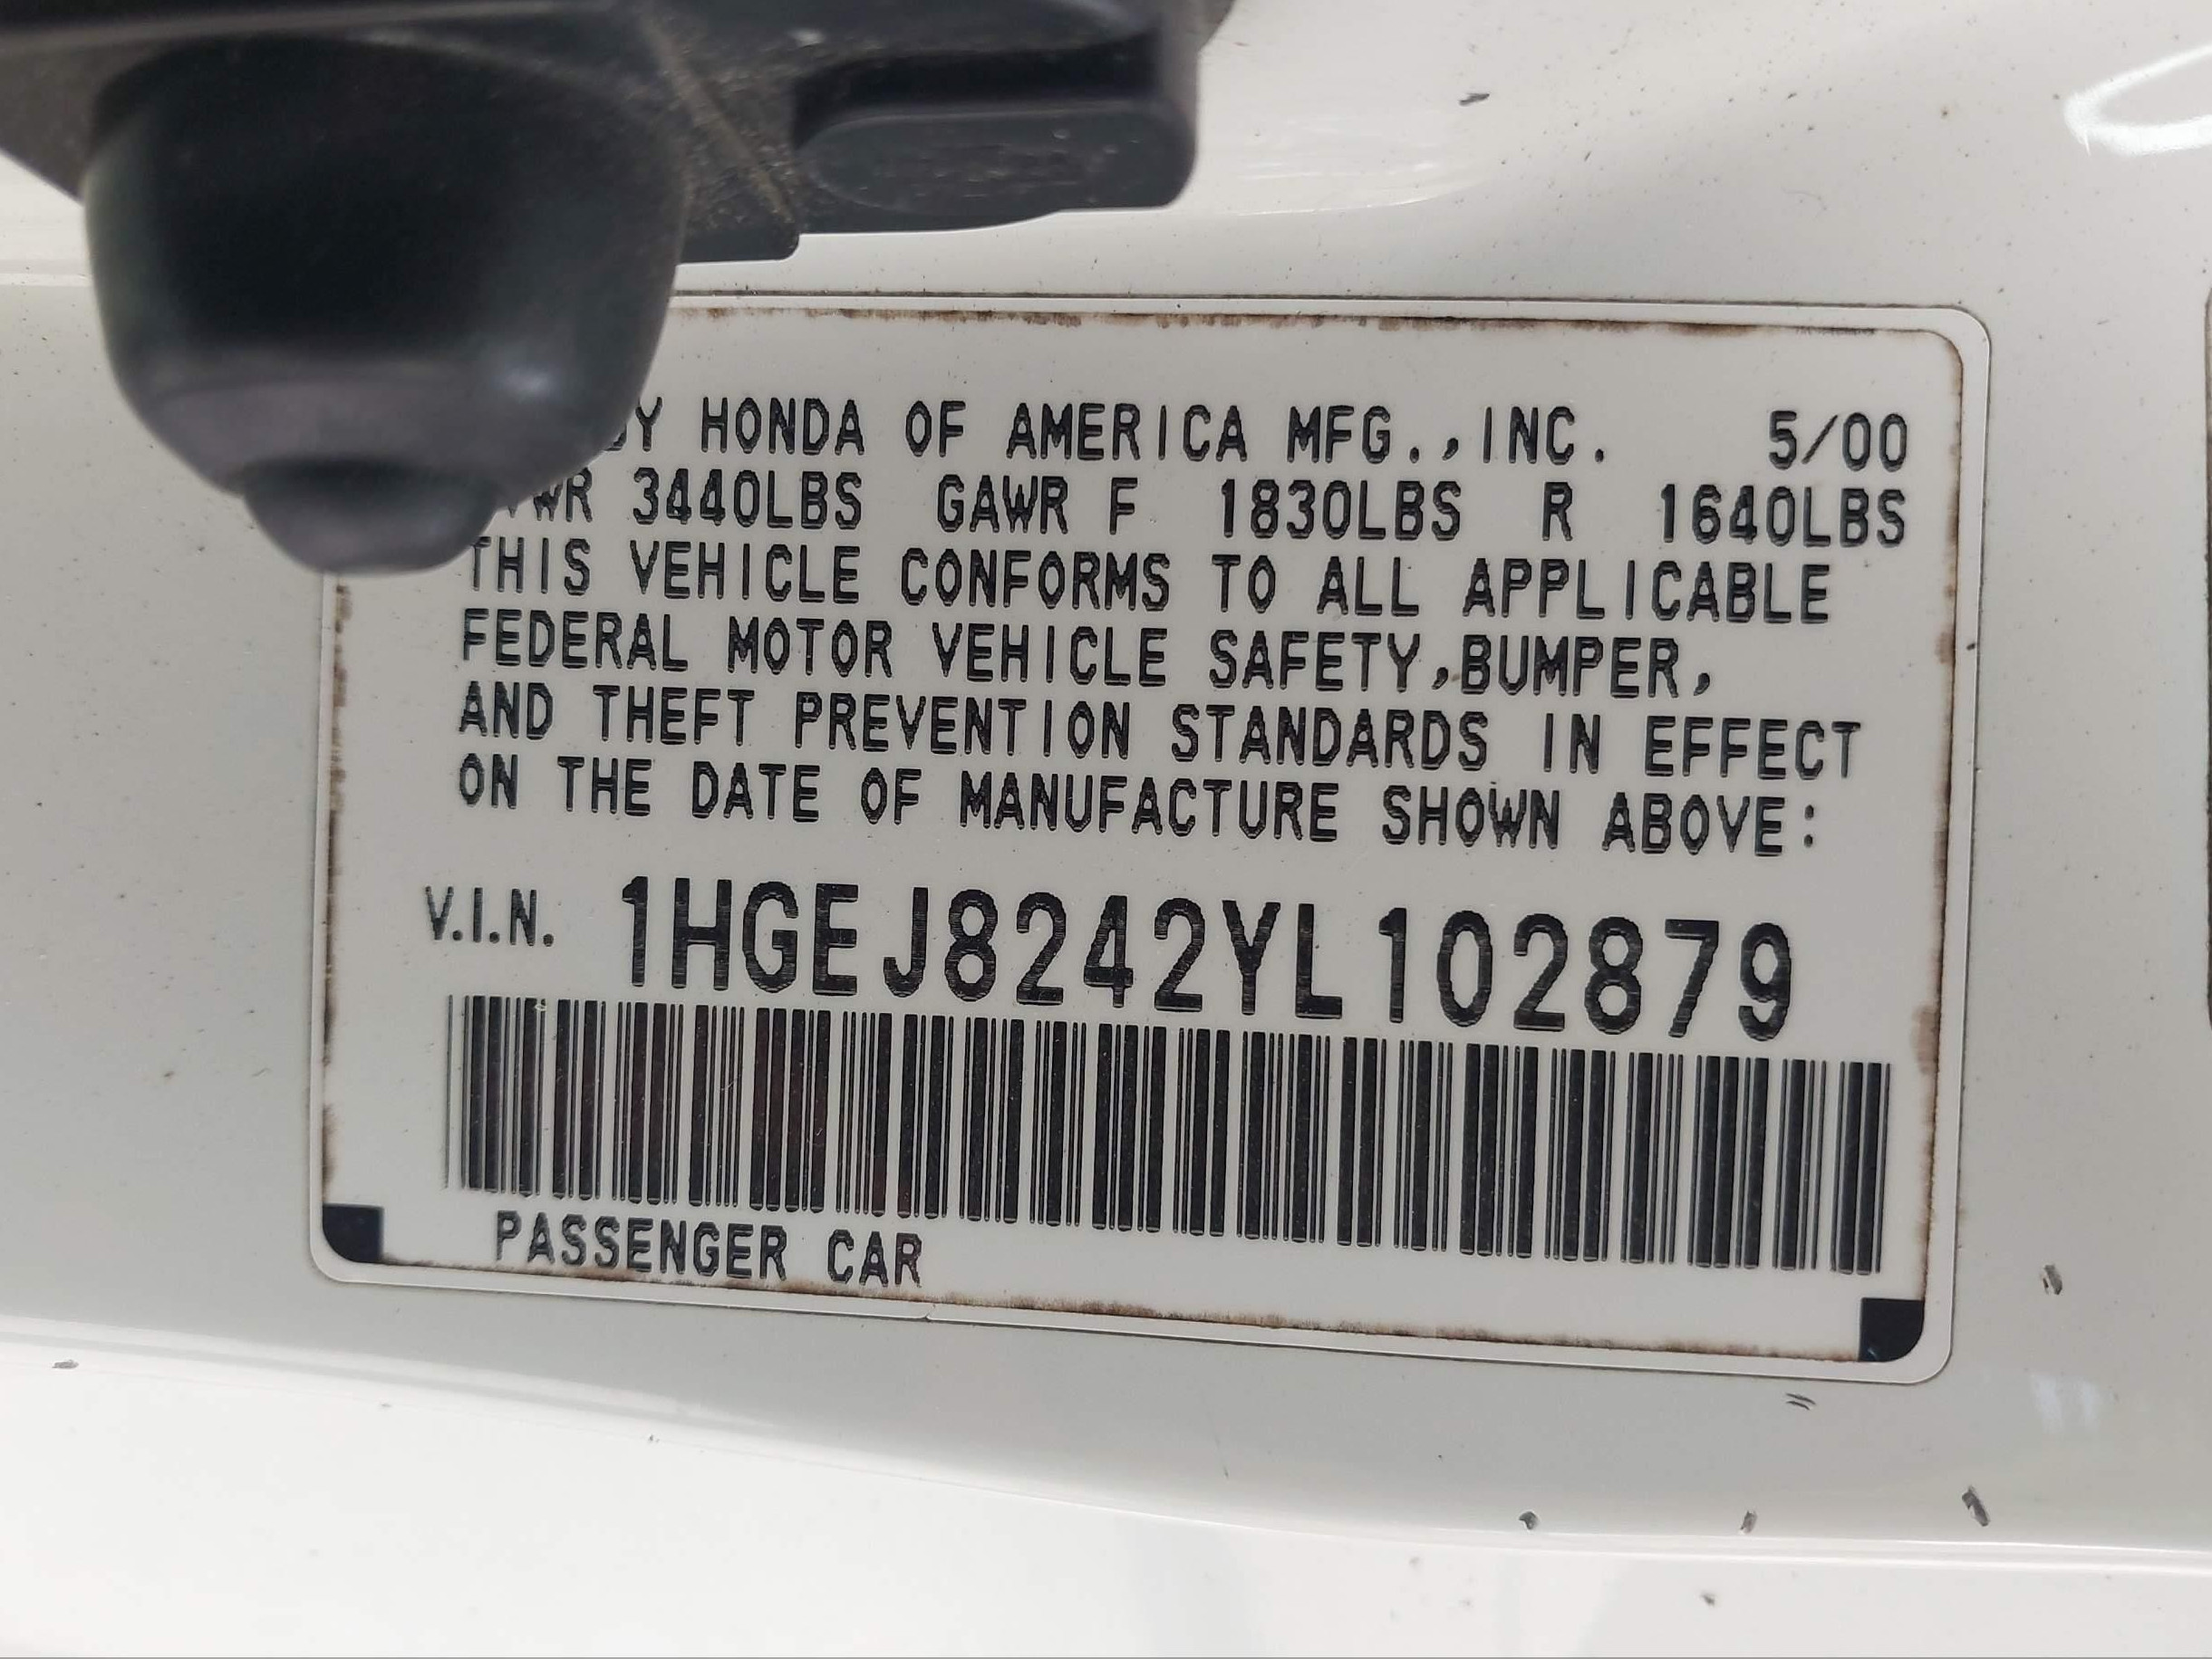 BY HONDA OF AMERICA MFG.,INC. 5/00
GVWR 3440LBS GAWR F 1830LBS R 1640LBS
THIS VEHICLE CONFORMS TO ALL APPLICABLE
FEDERAL MOTOR VEHICLE SAFETY,BUMPER,
AND THEFT PREVENTION STANDARDS IN EFFECT
ON THE DATE OF MANUFACTURE SHOWN ABOVE:
V.I.N. 1HGEJ8242YL102879
PASSENGER CAR